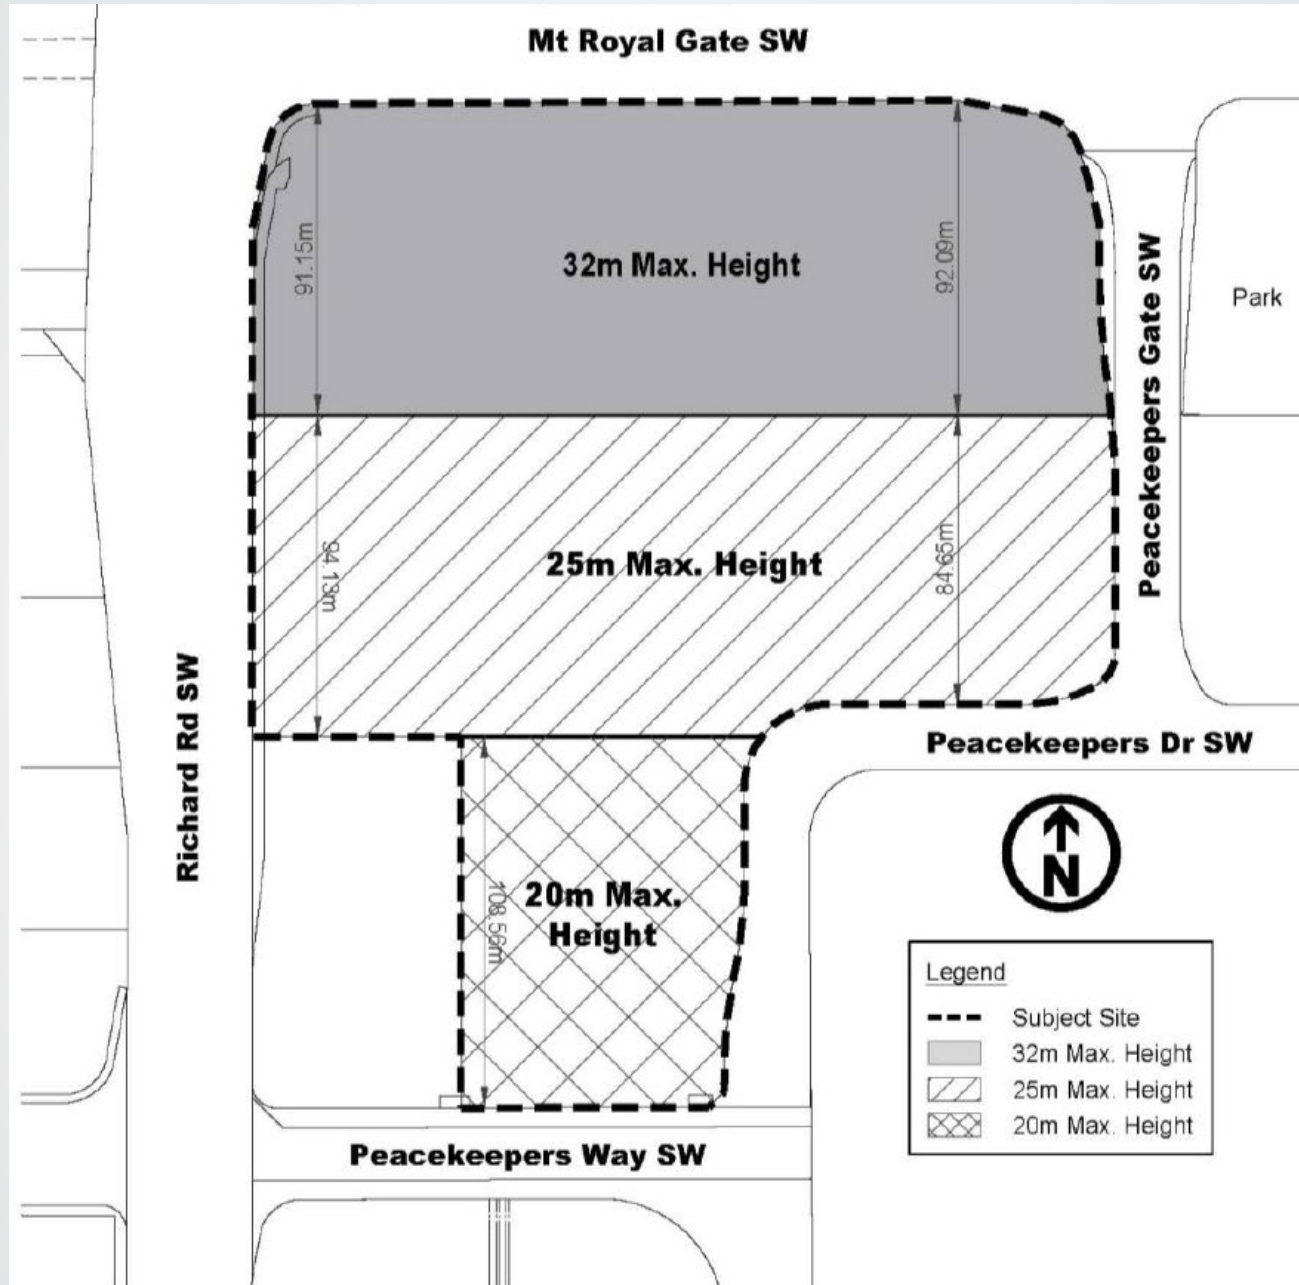 Mt Royal Gate SW
91.15m
32m Max. Height
92.09m
Peacekeepers Gate SW
Park
94.13m
25m Max. Height
84.65m
Richard Rd SW
Peacekeepers Dr SW
N
108.56m
20m Max.
Height
Legend
Subject Site
32m Max. Height
25m Max. Height
20m Max. Height
Peacekeepers Way SW